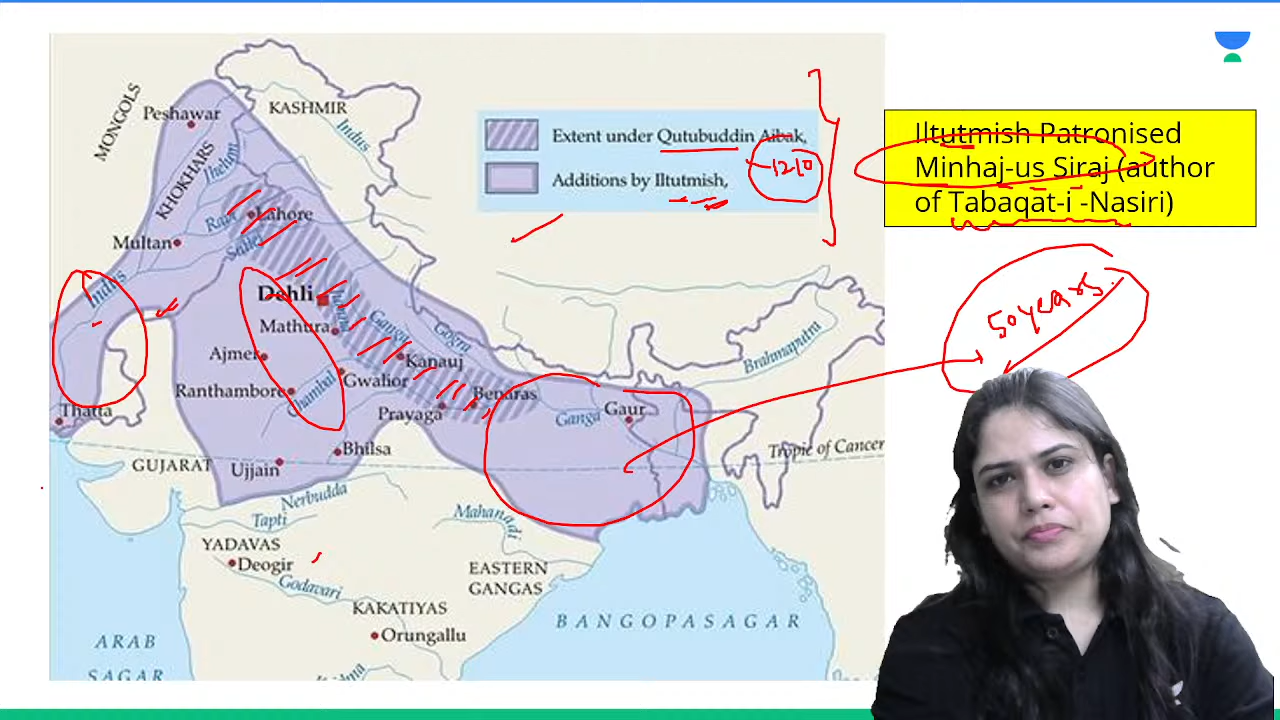 MONGOLS
Peshawar
KASHMIR
Indus
KHOKHARS
Jhelum
Ravi
Lahore
Multan
Sutlej
Indus
Dehli
Mathura
Ganga
Gogra
Ajmer
Kanauj
Gwalior
Ranthambore
Chambal
Benaras
Prayaga
Thatta
Ganga
Gaur
Brahmaputra
Bhilsa
Tropic of Cancer
GUJARAT
Ujjain
Nerbudda
Tapti
Mahanadi
YADAVAS
Deogir
Godavari
EASTERN
GANGAS
KAKATIYAS
Orungallu
BANGOPASAGAR
ARAB
SAGAR
Extent under Qutubuddin Aibak,
1210
Additions by Iltutmish,
Iltutmish Patronised
Minhaj-us Siraj (author
of Tabaqat-i -Nasiri)
50 years